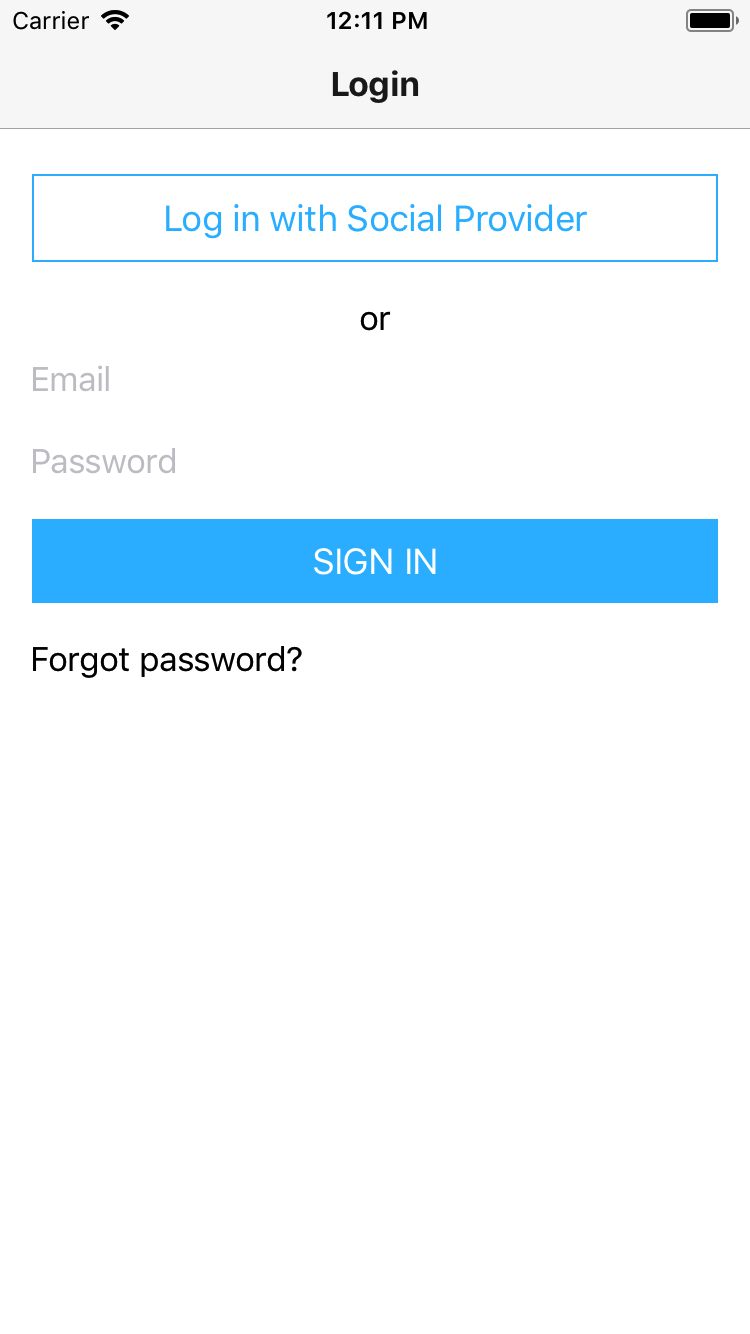 Carrier 12:11 PM
Login
Log in with Social Provider
or
Email
Password
SIGN IN
Forgot password?